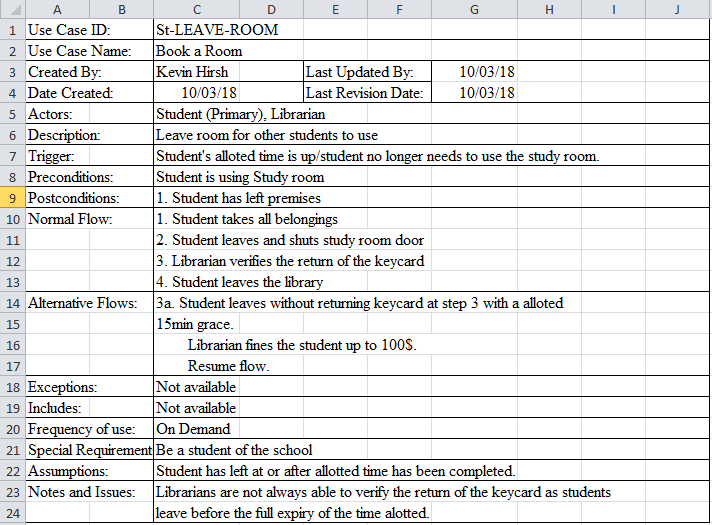 A B C D E F G H I J
1 Use Case ID: St-LEAVE-ROOM
2 Use Case Name: Book a Room
3 Created By: Kevin Hirsh Last Updated By: 10/03/18
4 Date Created: 10/03/18 Last Revision Date: 10/03/18
5 Actors: Student (Primary), Librarian
6 Description: Leave room for other students to use
7 Trigger: Student's alloted time is up/student no longer needs to use the study room.
8 Preconditions: Student is using Study room
9 Postconditions: 1. Student has left premises
10 Normal Flow: 1. Student takes all belongings
11 2. Student leaves and shuts study room door
12 3. Librarian verifies the return of the keycard
13 4. Student leaves the library
14 Alternative Flows: 3a. Student leaves without returning keycard at step 3 with a alloted
15 15min grace.
16 Librarian fines the student up to 100$.
17 Resume flow.
18 Exceptions: Not available
19 Includes: Not available
20 Frequency of use: On Demand
21 Special Requirement Be a student of the school
22 Assumptions: Student has left at or after allotted time has been completed.
23 Notes and Issues: Librarians are not always able to verify the return of the keycard as students
24 leave before the full expiry of the time alotted.